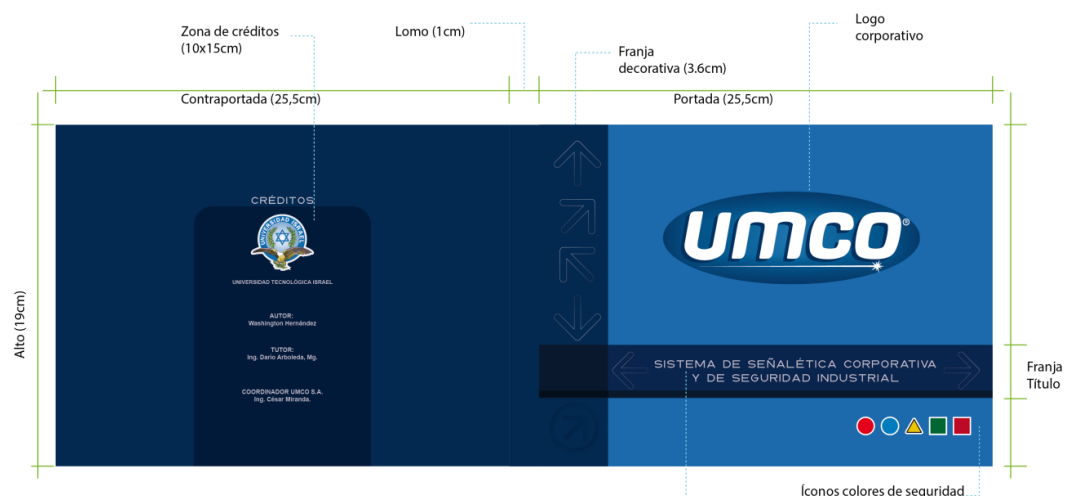 Zona de créditos
(10x15cm)
Lomo (1cm)
Logo
corporativo
Franja
decorativa (3.6cm)
Contraportada (25,5cm)
Portada (25,5cm)
Alto (19cm)
CRÉDITOS
UNIVERSIDAD ISRAEL
UNIVERSIDAD TECNOLÓGICA ISRAEL
AUTOR:
Washington Hernández
TUTOR:
Ing. Darío Arboleda, Mg.
COORDINADOR UMCO S.A.
Ing. César Miranda.
UMCO®
SISTEMA DE SEÑALÉTICA CORPORATIVA
Y DE SEGURIDAD INDUSTRIAL
Franja
Título
Íconos colores de seguridad